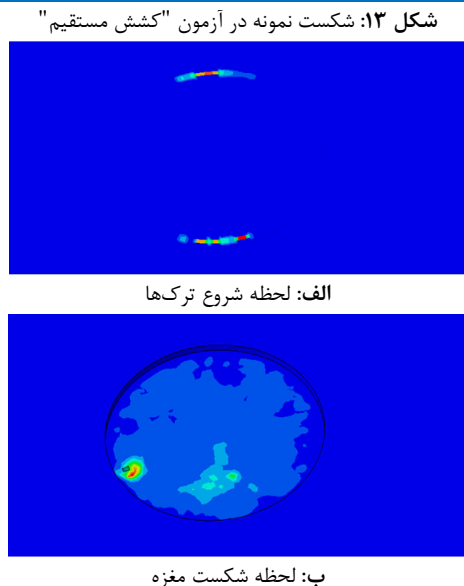 شکل ۱۳: شکست نمونه در آزمون "کشش مستقیم"
الف: لحظه شروع ترک‌ها
ب: لحظه شکست مغزه